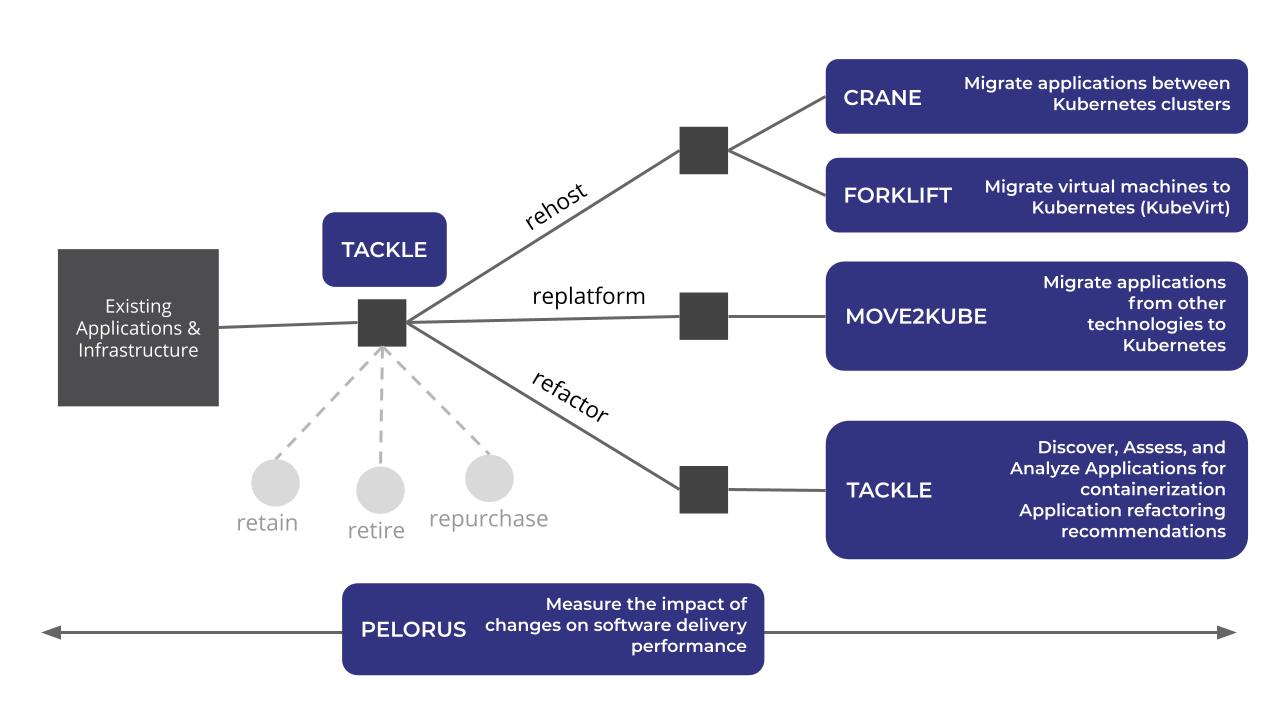 CRANE
Migrate applications between
Kubernetes clusters
FORKLIFT
Migrate virtual machines to
Kubernetes (KubeVirt)
rehost
TACKLE
Existing
Applications &
Infrastructure
replatform
MOVE2KUBE
Migrate applications
from other
technologies to
Kubernetes
refactor
TACKLE
Discover, Assess, and
Analyze Applications for
containerization
Application refactoring
recommendations
retain
retire
repurchase
PELORUS
Measure the impact of
changes on software delivery
performance